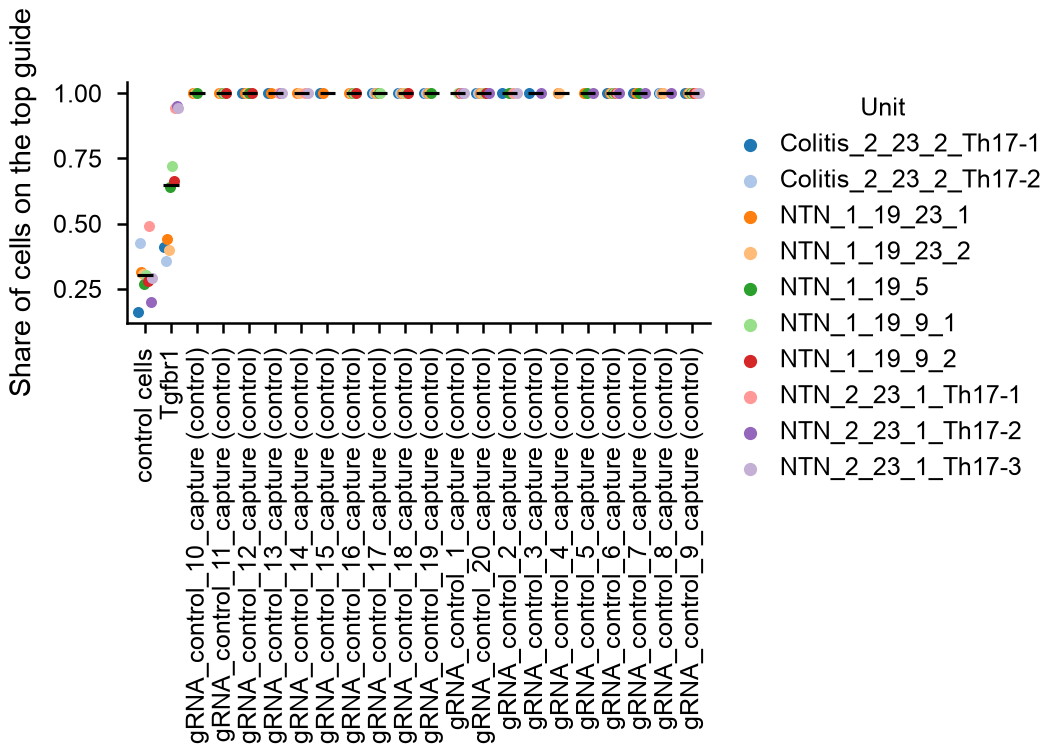 Share of cells on the top guide
1.00
0.75
0.50
0.25
control cells
Tgfbr1
gRNA_control_10_capture (control)
gRNA_control_11_capture (control)
gRNA_control_12_capture (control)
gRNA_control_13_capture (control)
gRNA_control_14_capture (control)
gRNA_control_15_capture (control)
gRNA_control_16_capture (control)
gRNA_control_17_capture (control)
gRNA_control_18_capture (control)
gRNA_control_19_capture (control)
gRNA_control_1_capture (control)
gRNA_control_20_capture (control)
gRNA_control_2_capture (control)
gRNA_control_3_capture (control)
gRNA_control_4_capture (control)
gRNA_control_5_capture (control)
gRNA_control_6_capture (control)
gRNA_control_7_capture (control)
gRNA_control_8_capture (control)
gRNA_control_9_capture (control)
Unit
Colitis_2_23_2_Th17-1
Colitis_2_23_2_Th17-2
NTN_1_19_23_1
NTN_1_19_23_2
NTN_1_19_5
NTN_1_19_9_1
NTN_1_19_9_2
NTN_2_23_1_Th17-1
NTN_2_23_1_Th17-2
NTN_2_23_1_Th17-3